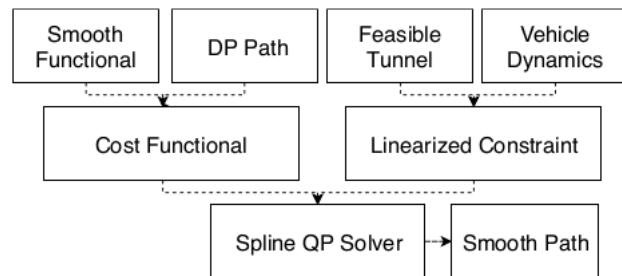 Smooth
Functional
DP Path
Feasible
Tunnel
Vehicle
Dynamics
Cost Functional
Linearized Constraint
Spline QP Solver
Smooth Path